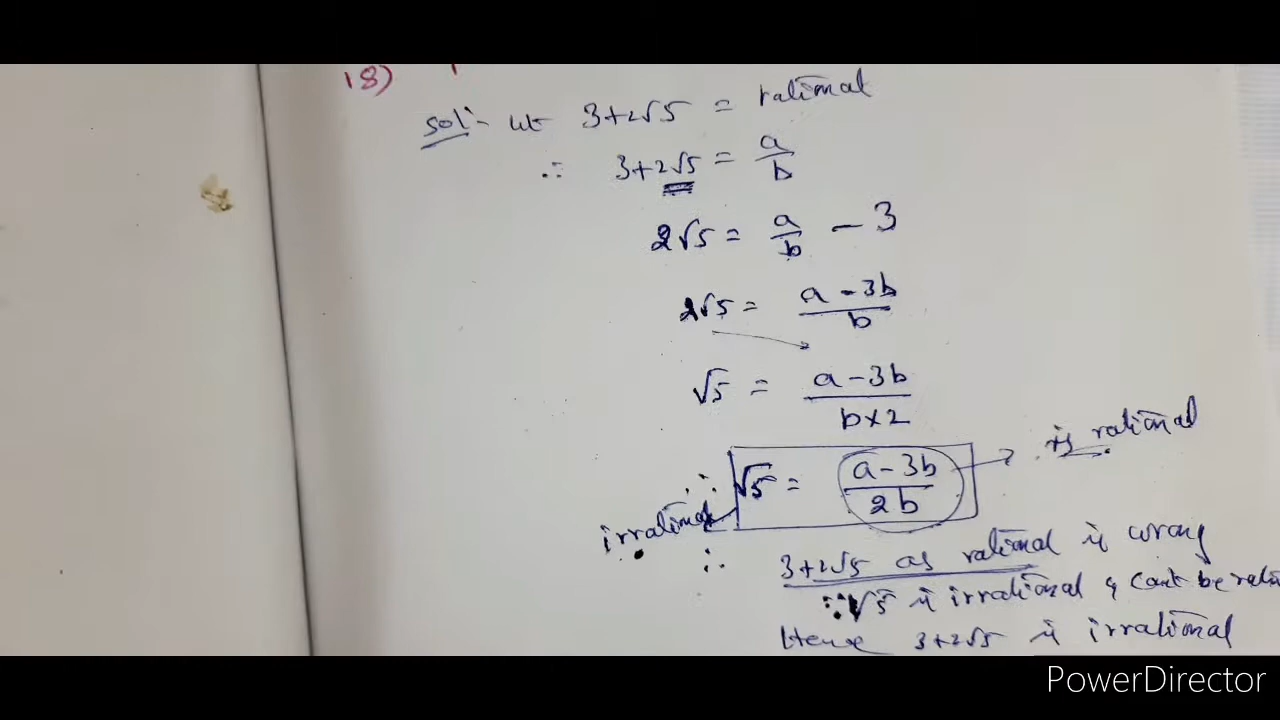 18)
Sol:- let 3+2√5 = rational
∴ 3+2√5 = a/b
2√5 = a/b - 3
2√5 = a-3b/b
√5 = a-3b/b×2
∴ √5 = a-3b/2b → is rational
irrational
∴ 3+2√5 as rational is wrong
∵ √5 is irrational & cant be
Hence 3+2√5 is irrational
PowerDirector